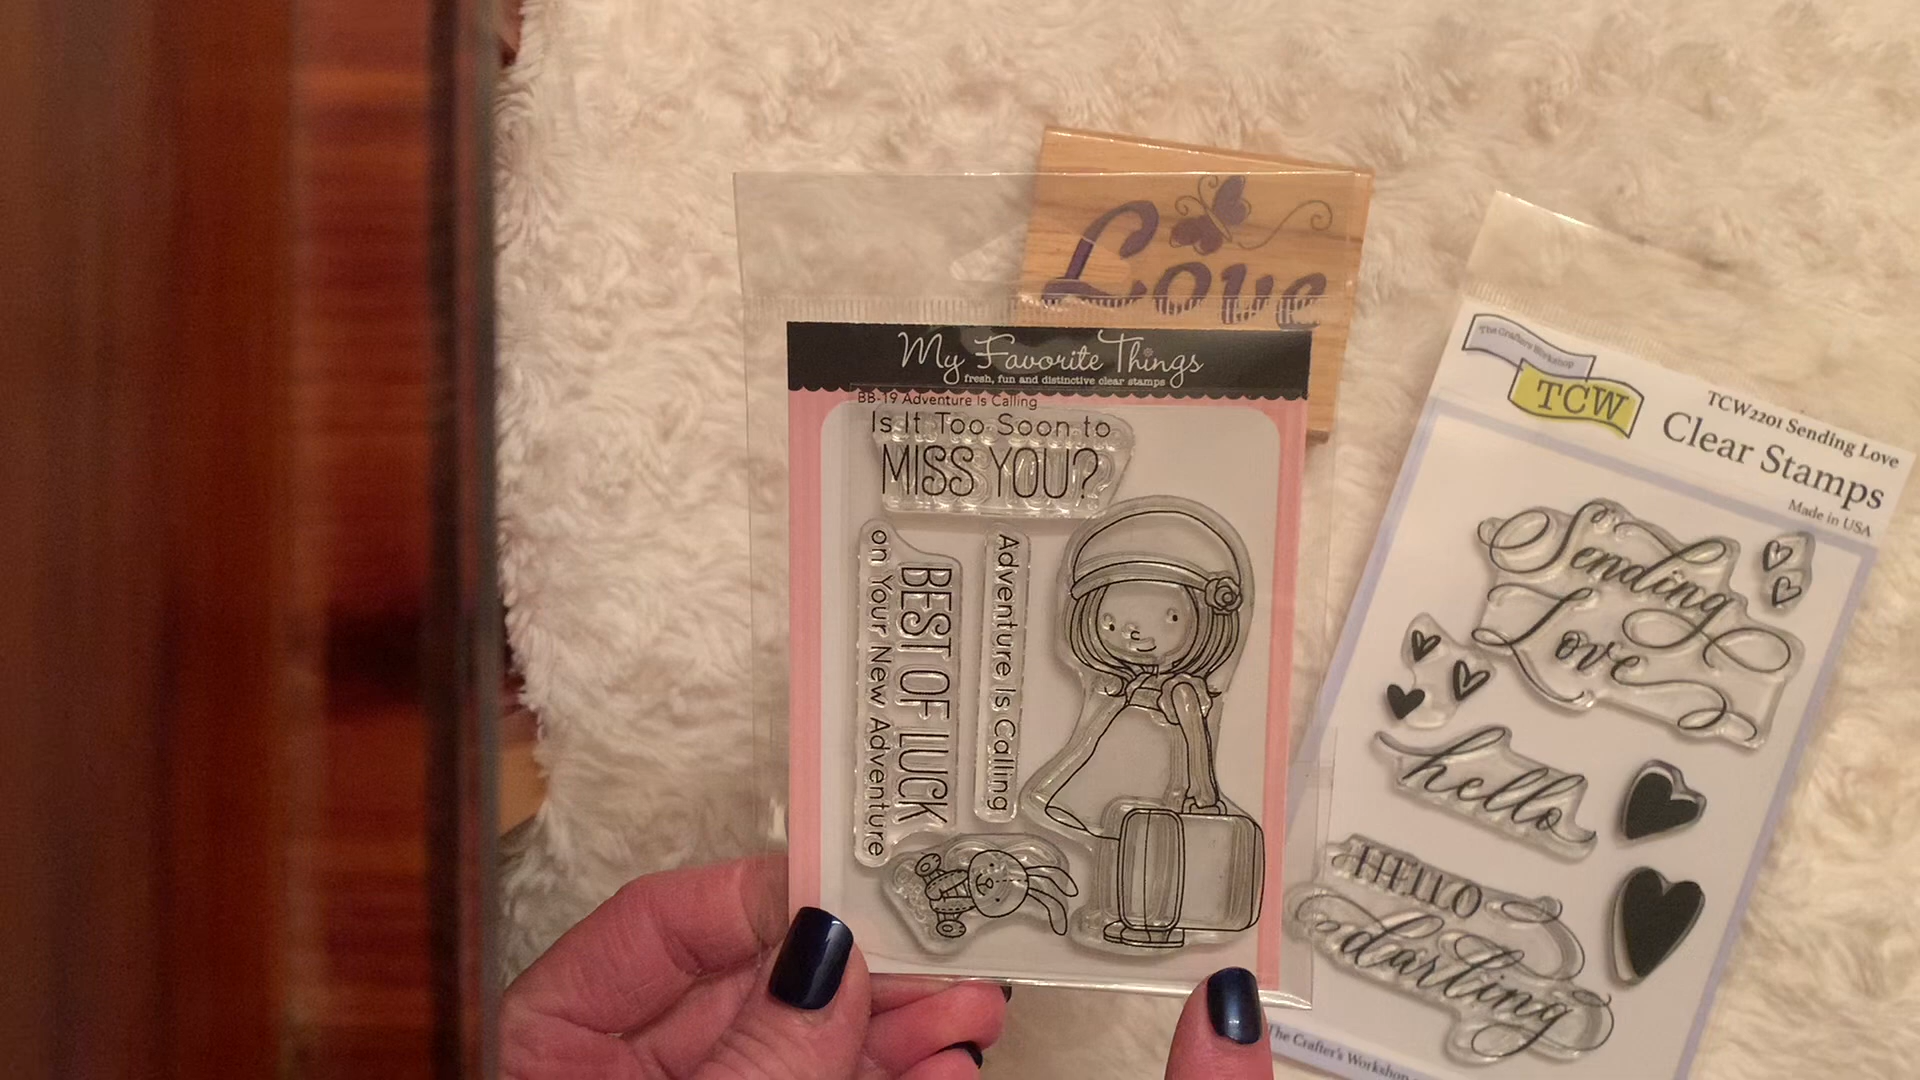 Love
My Favorite Things
fresh, fun and distinctive clear stamps
BB-19 Adventure Is Calling
Is It Too Soon to
MISS YOU?
Adventure Is Calling
BEST OF LUCK
on Your New Adventure
The Crafters Workshop
TCW
TCW2201 Sending Love
Clear Stamps
Made in USA
Sending
Love
hello
HELLO
darling
The Crafter's Workshop